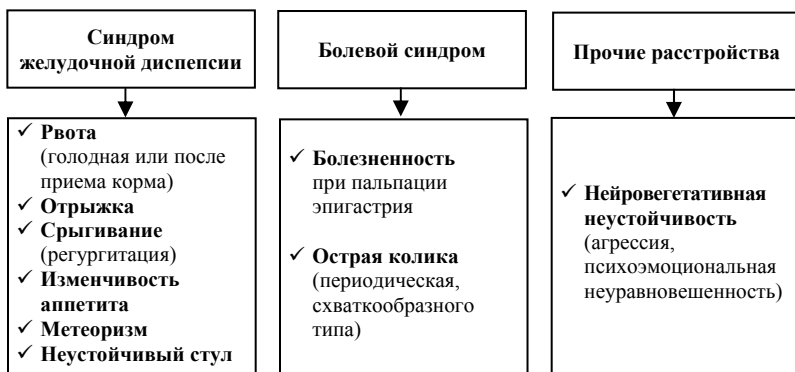 Синдром
желудочной диспепсии
Болевой синдром
Прочие расстройства
✓ Рвота
(голодная или после
приема корма)
✓ Отрыжка
✓ Срыгивание
(регургитация)
✓ Изменчивость
аппетита
✓ Метеоризм
✓ Неустойчивый стул
✓ Болезненность
при пальпации
эпигастрия
✓ Острая колика
(периодическая,
схваткообразного
типа)
✓ Нейровегетативная
неустойчивость
(агрессия,
психоэмоциональная
неуравновешенность)